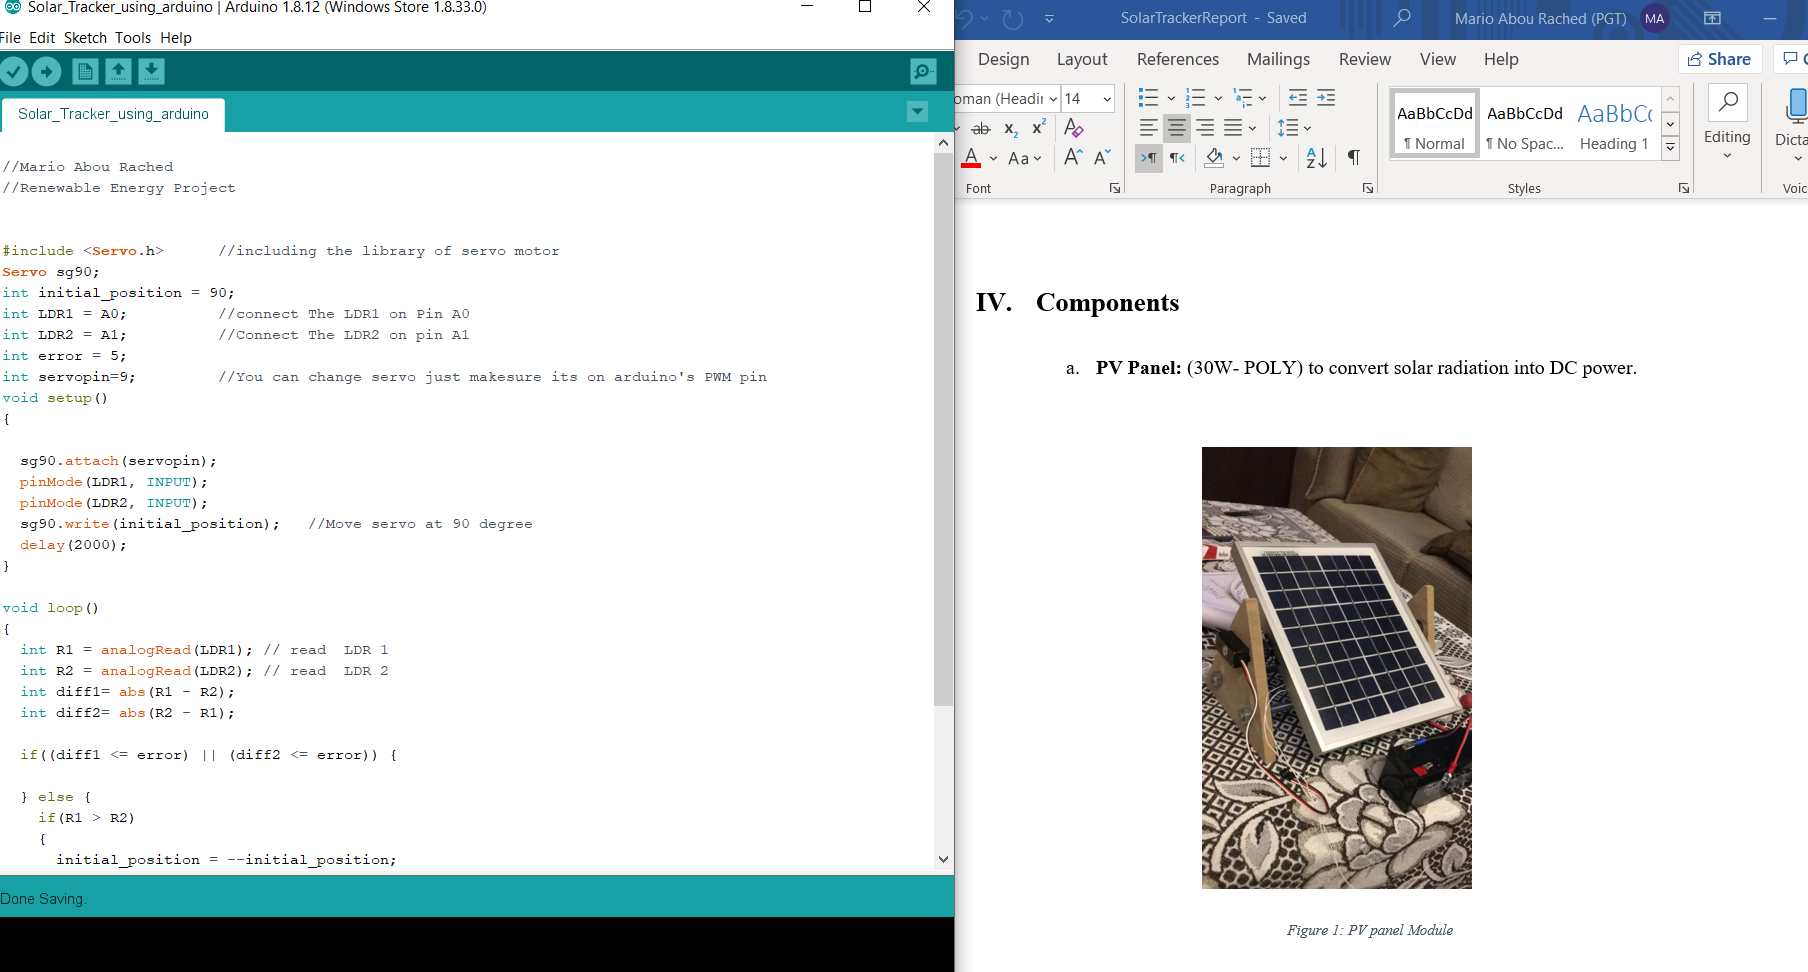 Solar_Tracker_using_arduino | Arduino 1.8.12 (Windows Store 1.8.33.0)
File Edit Sketch Tools Help
Solar_Tracker_using_arduino
//Mario Abou Rached
//Renewable Energy Project
#include <Servo.h> //including the library of servo motor
Servo sg90;
int initial_position = 90;
int LDR1 = A0; //connect The LDR1 on Pin A0
int LDR2 = A1; //Connect The LDR2 on pin A1
int error = 5;
int servopin=9; //You can change servo just makesure its on arduino's PWM pin
void setup()
{
sg90.attach(servopin);
pinMode(LDR1, INPUT);
pinMode(LDR2, INPUT);
sg90.write(initial_position); //Move servo at 90 degree
delay(2000);
}
void loop()
{
int R1 = analogRead(LDR1); // read LDR 1
int R2 = analogRead(LDR2); // read LDR 2
int diff1= abs(R1 - R2);
int diff2= abs(R2 - R1);
if((diff1 <= error) || (diff2 <= error)) {
} else {
if(R1 > R2)
{
initial_position = --initial_position;
Done Saving.
SolarTrackerReport - Saved
Mario Abou Rached (PGT) MA
Design Layout References Mailings Review View Help
Share
oman (Headir 14
AaBbCcDd AaBbCcDd AaBbCc
¶ Normal ¶ No Spac... Heading 1
Editing
Dicta
Font Paragraph Styles Voic
IV. Components
a. PV Panel: (30W- POLY) to convert solar radiation into DC power.
Figure 1: PV panel Module